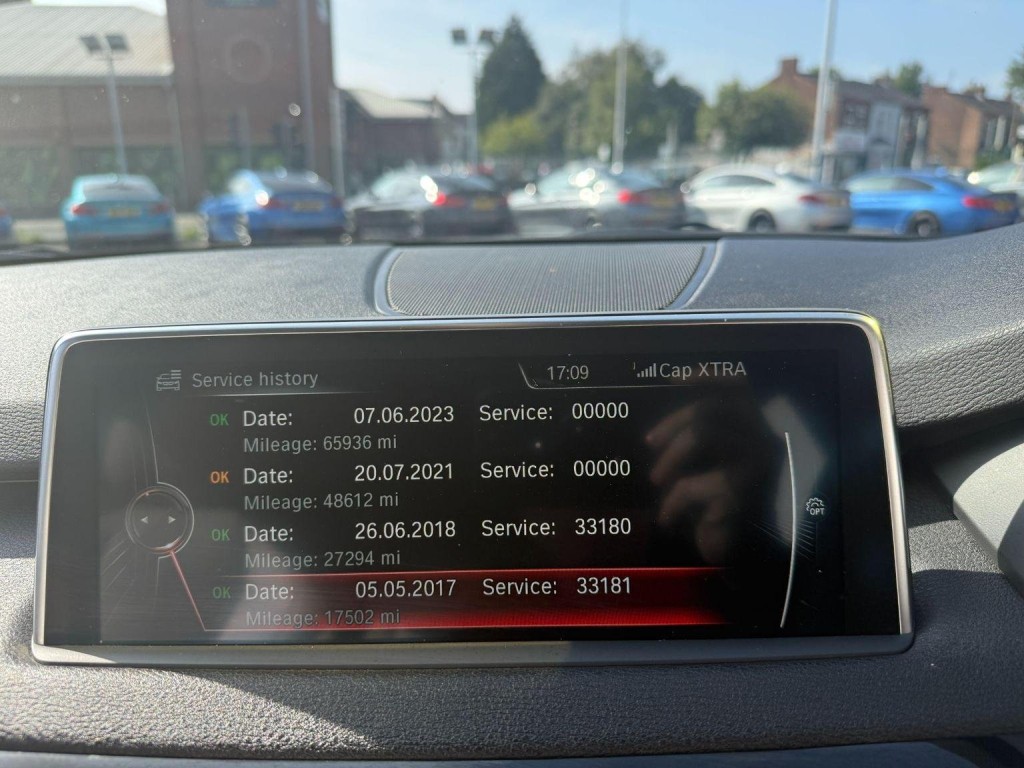 Service history 17:09 Cap XTRA
OK Date: 07.06.2023 Service: 00000
Mileage: 65936 mi
OK Date: 20.07.2021 Service: 00000
Mileage: 48612 mi
OK Date: 26.06.2018 Service: 33180
Mileage: 27294 mi
OK Date: 05.05.2017 Service: 33181
Mileage: 17502 mi
OPT